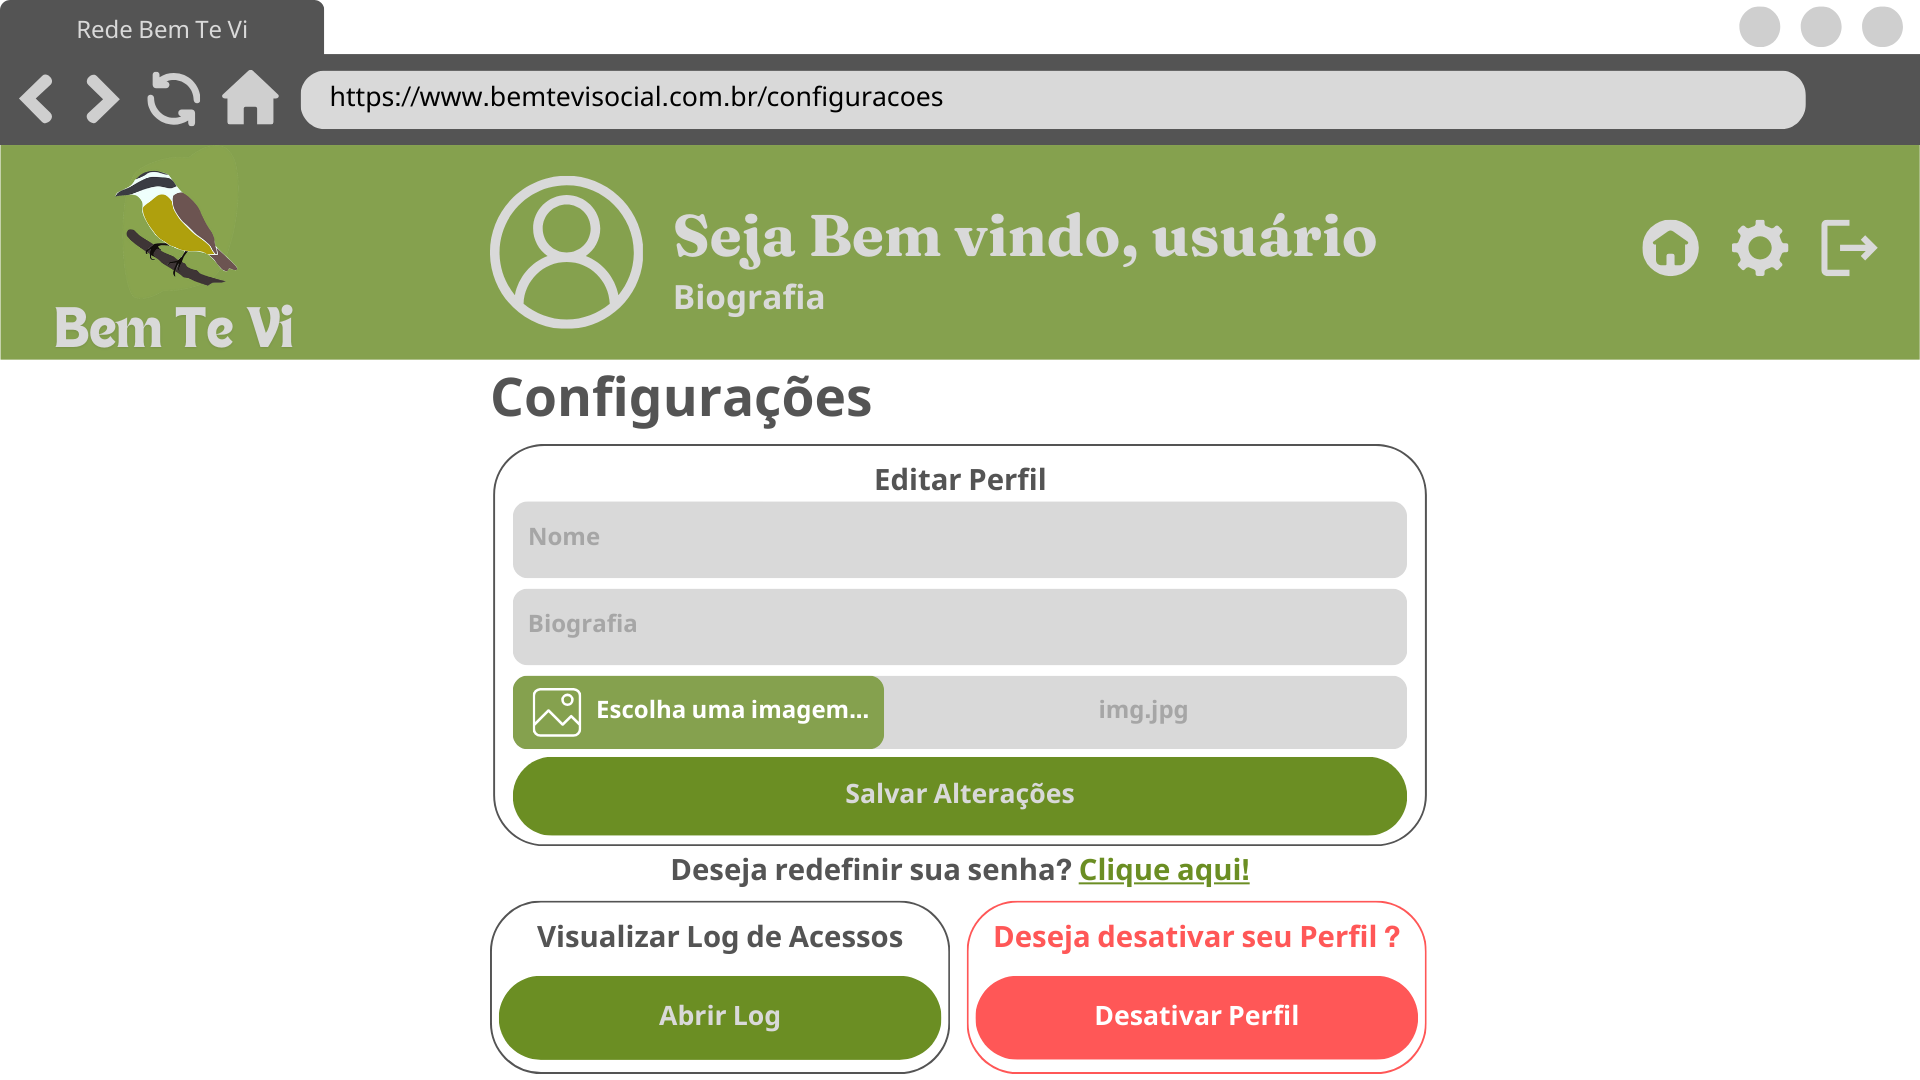 Rede Bem Te Vi
https://www.bemtevisocial.com.br/configuracoes
Bem Te Vi
Seja Bem vindo, usuário
Biografia
Configurações
Editar Perfil
Nome
Biografia
Escolha uma imagem...
img.jpg
Salvar Alterações
Deseja redefinir sua senha? Clique aqui!
Visualizar Log de Acessos
Abrir Log
Deseja desativar seu Perfil ?
Desativar Perfil